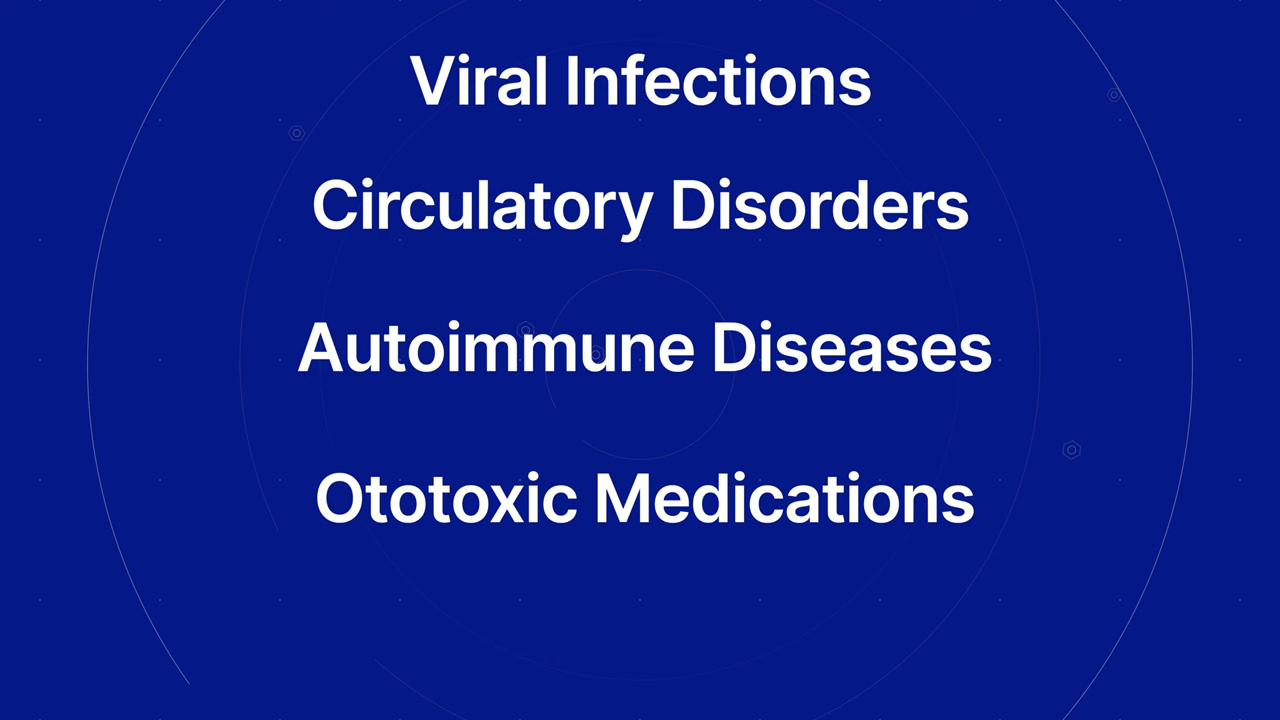 Viral Infections
Circulatory Disorders
Autoimmune Diseases
Ototoxic Medications